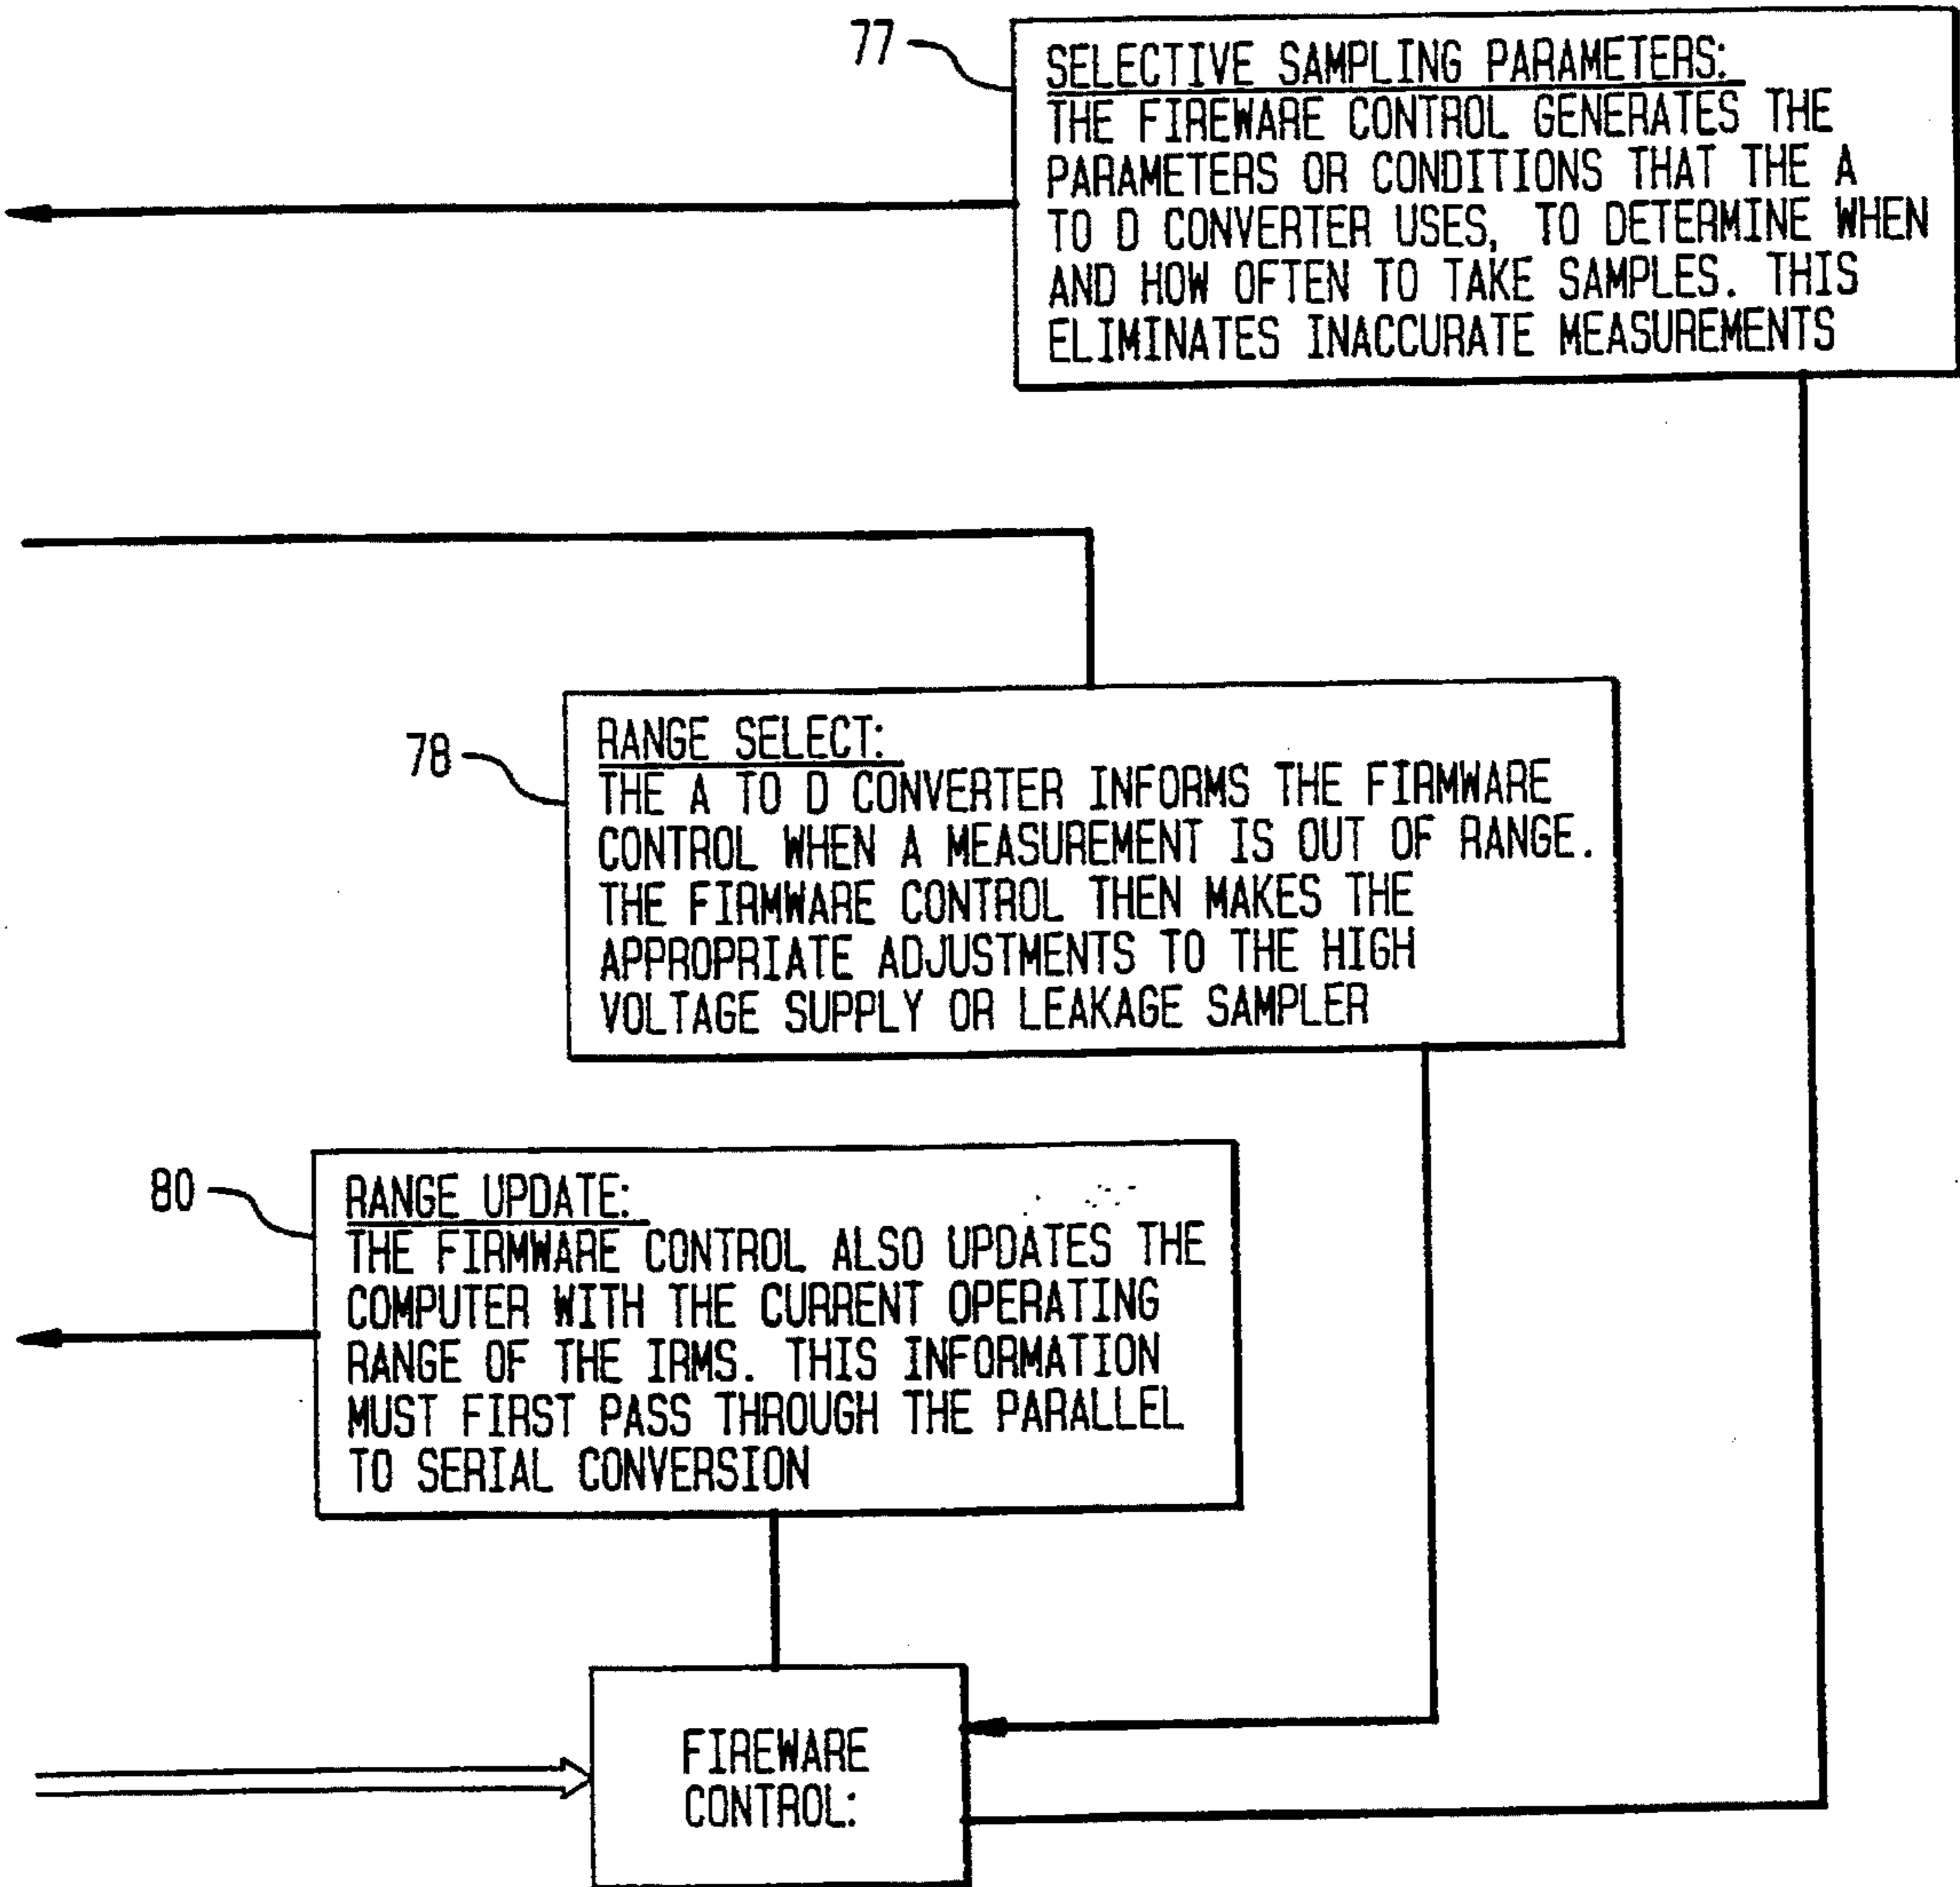 77
SELECTIVE SAMPLING PARAMETERS:
THE FIREWARE CONTROL GENERATES THE
PARAMETERS OR CONDITIONS THAT THE A
TO D CONVERTER USES, TO DETERMINE WHEN
AND HOW OFTEN TO TAKE SAMPLES. THIS
ELIMINATES INACCURATE MEASUREMENTS
78
RANGE SELECT:
THE A TO D CONVERTER INFORMS THE FIRMWARE
CONTROL WHEN A MEASUREMENT IS OUT OF RANGE.
THE FIRMWARE CONTROL THEN MAKES THE
APPROPRIATE ADJUSTMENTS TO THE HIGH
VOLTAGE SUPPLY OR LEAKAGE SAMPLER
80
RANGE UPDATE:
THE FIRMWARE CONTROL ALSO UPDATES THE
COMPUTER WITH THE CURRENT OPERATING
RANGE OF THE IRMS. THIS INFORMATION
MUST FIRST PASS THROUGH THE PARALLEL
TO SERIAL CONVERSION
FIREWARE
CONTROL: